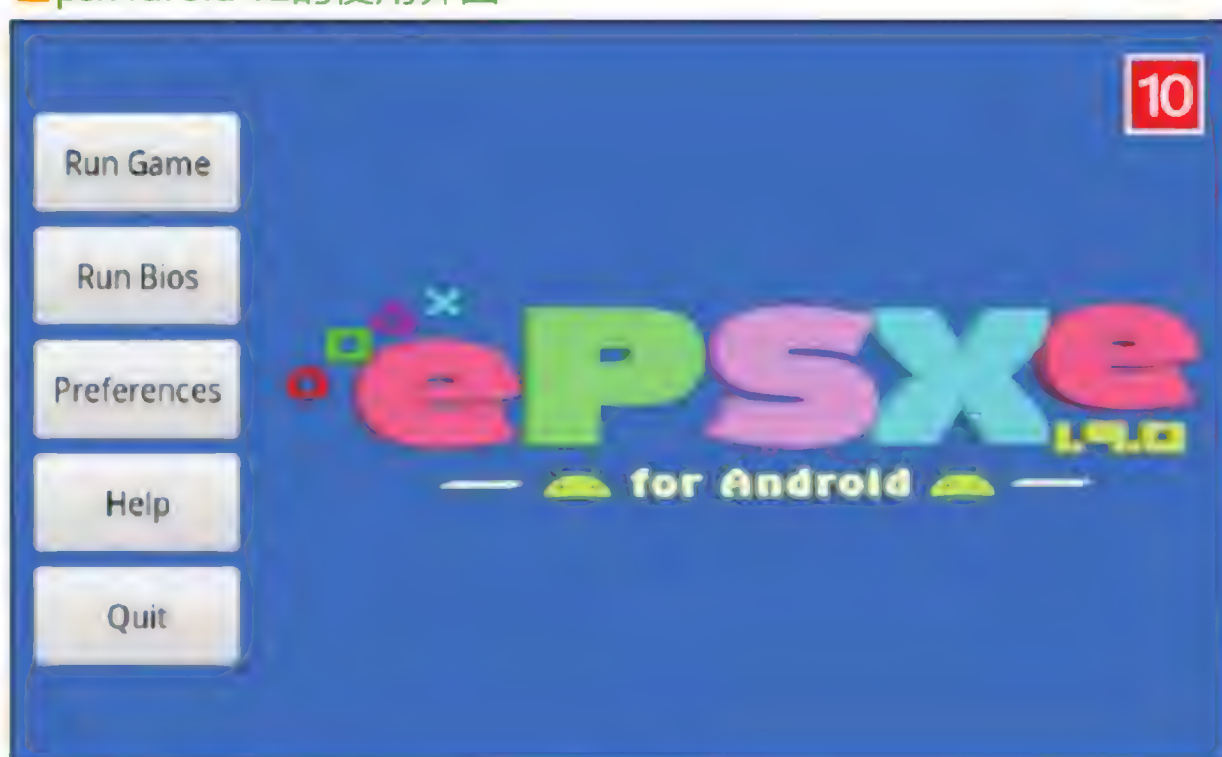 10
Run Game
Run Bios
Preferences
Help
Quit
ePSXe
1.9.0
for Android